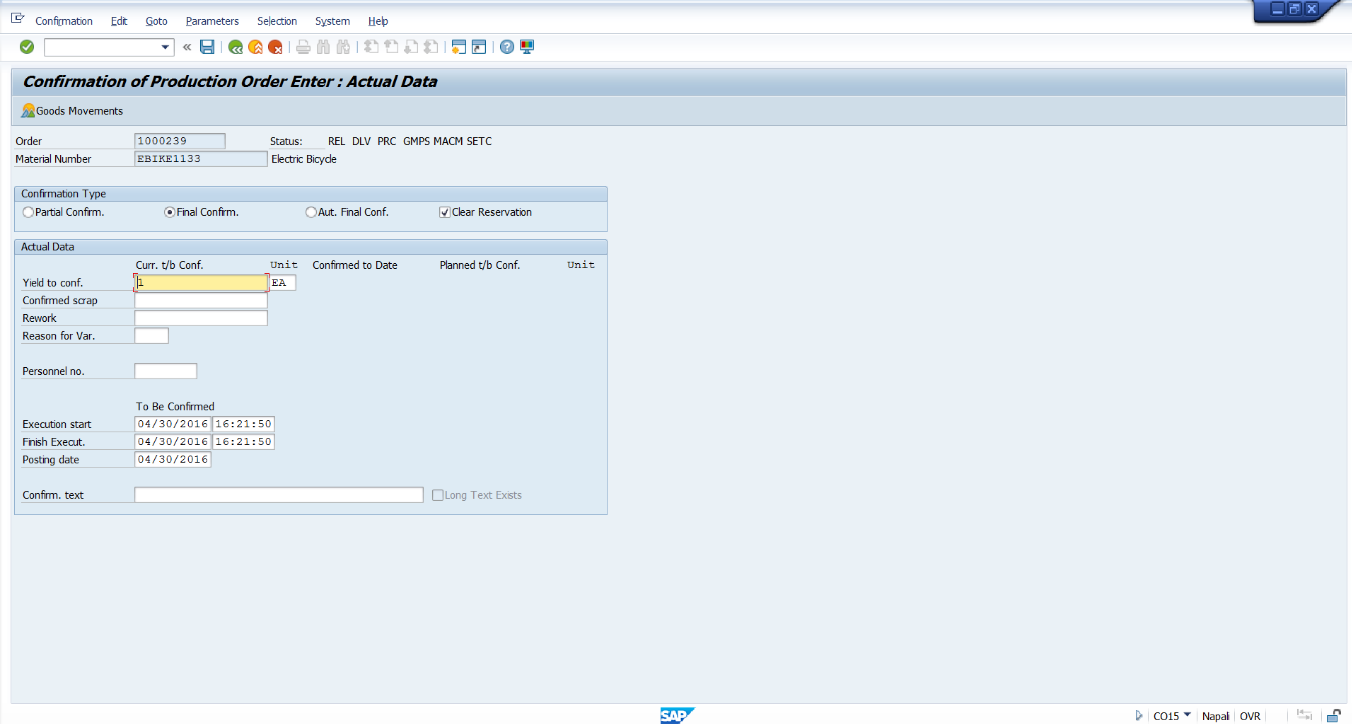 Confirmation Edit Goto Parameters Selection System Help
Confirmation of Production Order Enter : Actual Data
Goods Movements
Order 1000239 Status: REL DLV PRC GMPS MACM SETC
Material Number EBIKE1133 Electric Bicycle
Confirmation Type
Partial Confirm. Final Confirm. Aut. Final Conf. Clear Reservation
Actual Data
Curr. t/b Conf. Unit Confirmed to Date Planned t/b Conf. Unit
Yield to conf. 1 EA
Confirmed scrap
Rework
Reason for Var.
Personnel no.
To Be Confirmed
Execution start 04/30/2016 16:21:50
Finish Execut. 04/30/2016 16:21:50
Posting date 04/30/2016
Confirm. text Long Text Exists
SAP CO15 Napali OVR